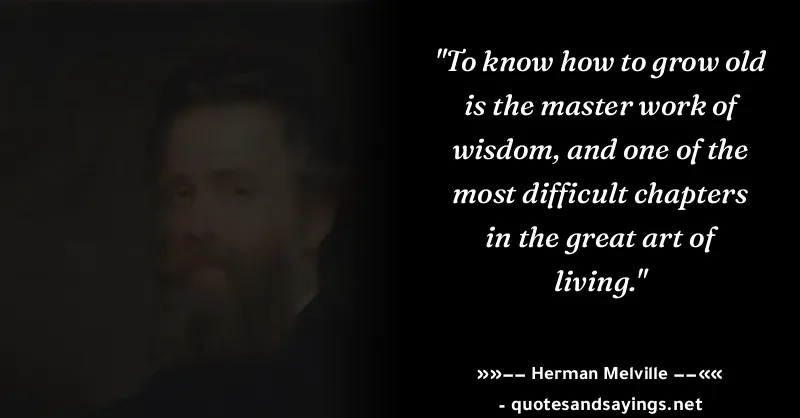 "To know how to grow old
is the master work of
wisdom, and one of the
most difficult chapters
in the great art of
living."
»»–– Herman Melville ––««
- quotesandsayings.net